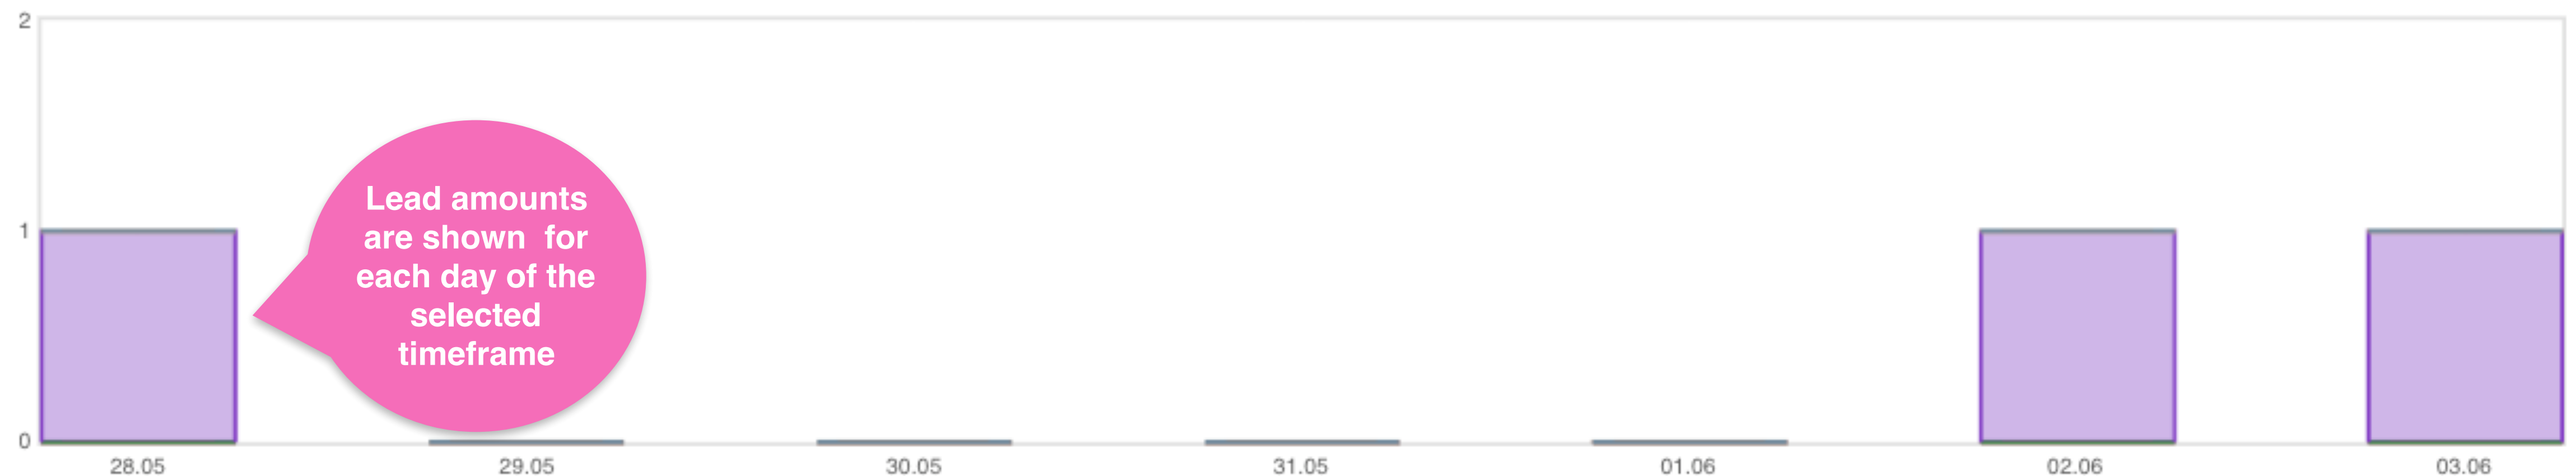 2
Lead amounts
are shown  for
each day of the
selected
timeframe
1
0
28.05 29.05 30.05 31.05 01.06 02.06 03.06